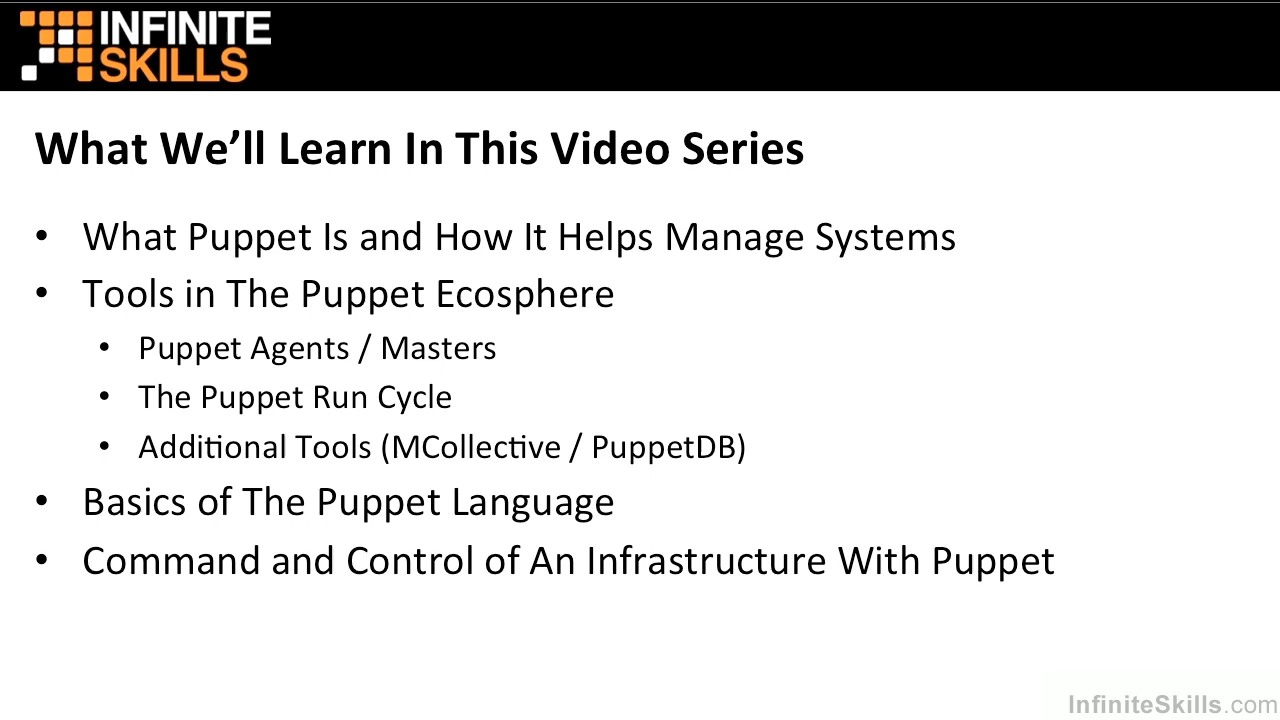 INFINITE
SKILLS
What We’ll Learn In This Video Series
• What Puppet Is and How It Helps Manage Systems
• Tools in The Puppet Ecosphere
• Puppet Agents / Masters
• The Puppet Run Cycle
• Additional Tools (MCollective / PuppetDB)
• Basics of The Puppet Language
• Command and Control of An Infrastructure With Puppet
InfiniteSkills.com